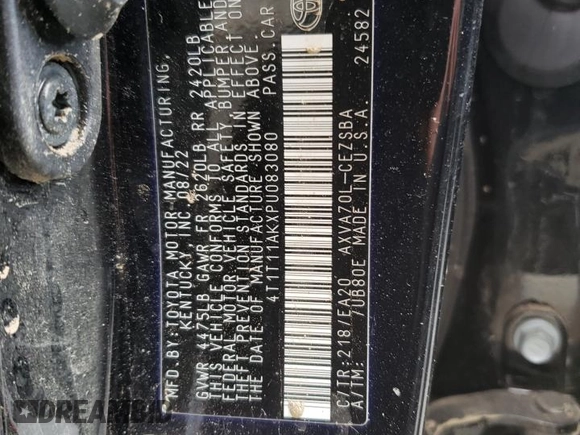 MFD. BY: TOYOTA MOTOR MANUFACTURING,
KENTUCKY, INC. 08/22
GVWR 4475LB GAWR FR 2620LB RR 2420LB
THIS VEHICLE CONFORMS TO ALL APPLICABLE
FEDERAL MOTOR VEHICLE SAFETY, BUMPER AND
THEFT PREVENTION STANDARDS IN EFFECT ON
THE DATE OF MANUFACTURE SHOWN ABOVE.
4T1T11AKXPU083080 PASS. CAR
C/TR: 218/EA20 AXVA70L-CEZSBA
A/TM: /UB80E MADE IN U.S.A. 24582
DREAMBID